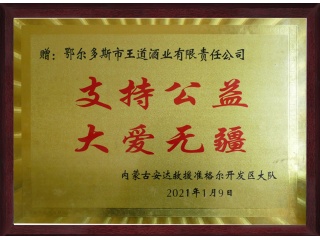 赠：鄂尔多斯市王道酒业有限责任公司
支持公益
大爱无疆
内蒙古安达救援准格尔开发区大队
2021年1月9日